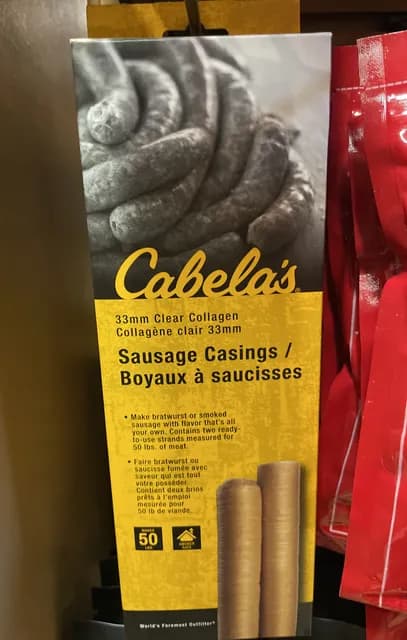 Cabela's
33mm Clear Collagen
Collagène clair 33mm
Sausage Casings /
Boyaux à saucisses
• Make bratwurst or smoked
sausage with flavor that's all
your own. Contains two ready-
to-use strands measured for
50 lbs. of meat.
• Faire bratwurst ou
saucisse fumée avec
saveur qui est tout
vôtre posséder.
Contient deux brins
prêts à l'emploi
mesurée pour
50 lb de viande.
MAKES
50
LBS
World's Foremost Outfitter®